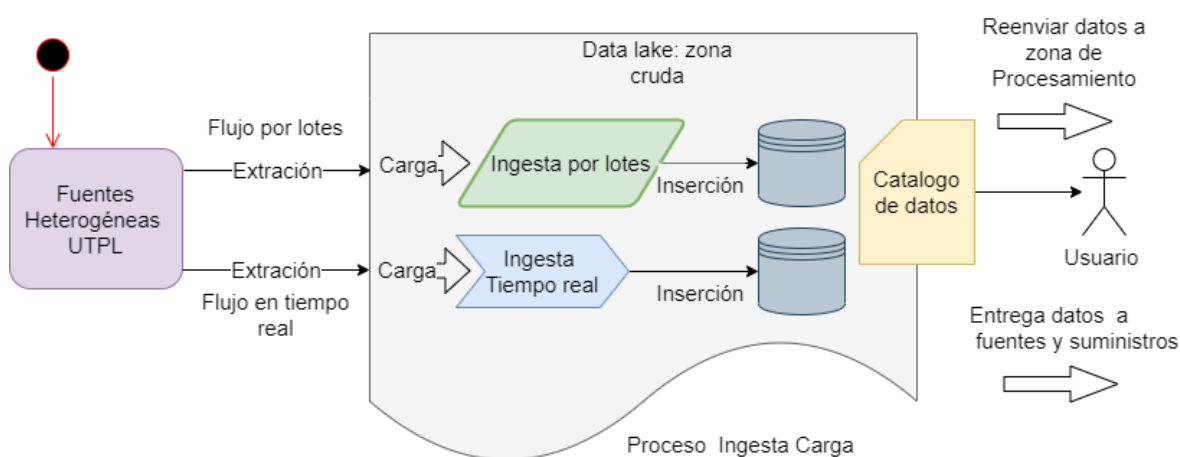 Data lake: zona
cruda
Reenviar datos a
zona de
Procesamiento
Flujo por lotes
Extración
Carga
Ingesta por lotes
Inserción
Fuentes
Heterogéneas
UTPL
Catalogo
de datos
Usuario
Extración
Flujo en tiempo
real
Carga
Ingesta
Tiempo real
Inserción
Entrega datos a
fuentes y suministros
Proceso Ingesta Carga